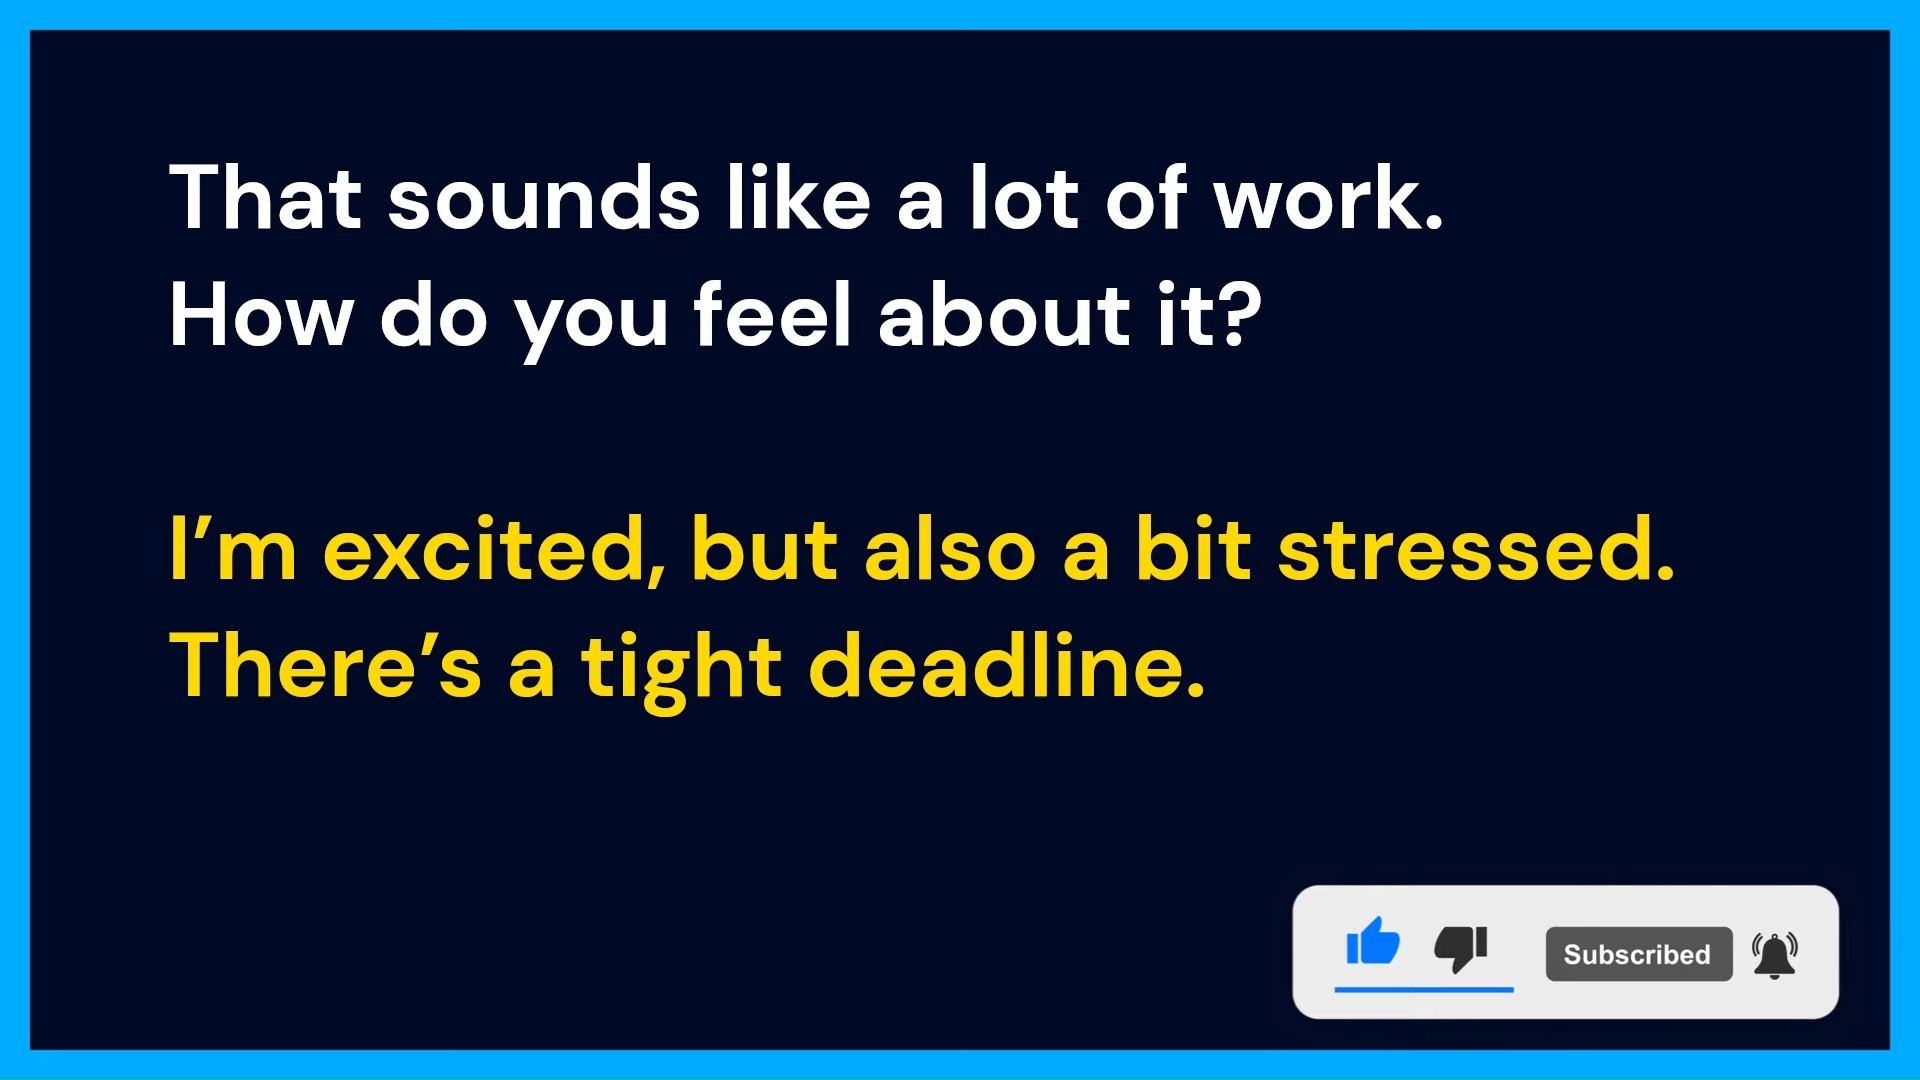 That sounds like a lot of work.
How do you feel about it?
I’m excited, but also a bit stressed.
There’s a tight deadline.
Subscribed